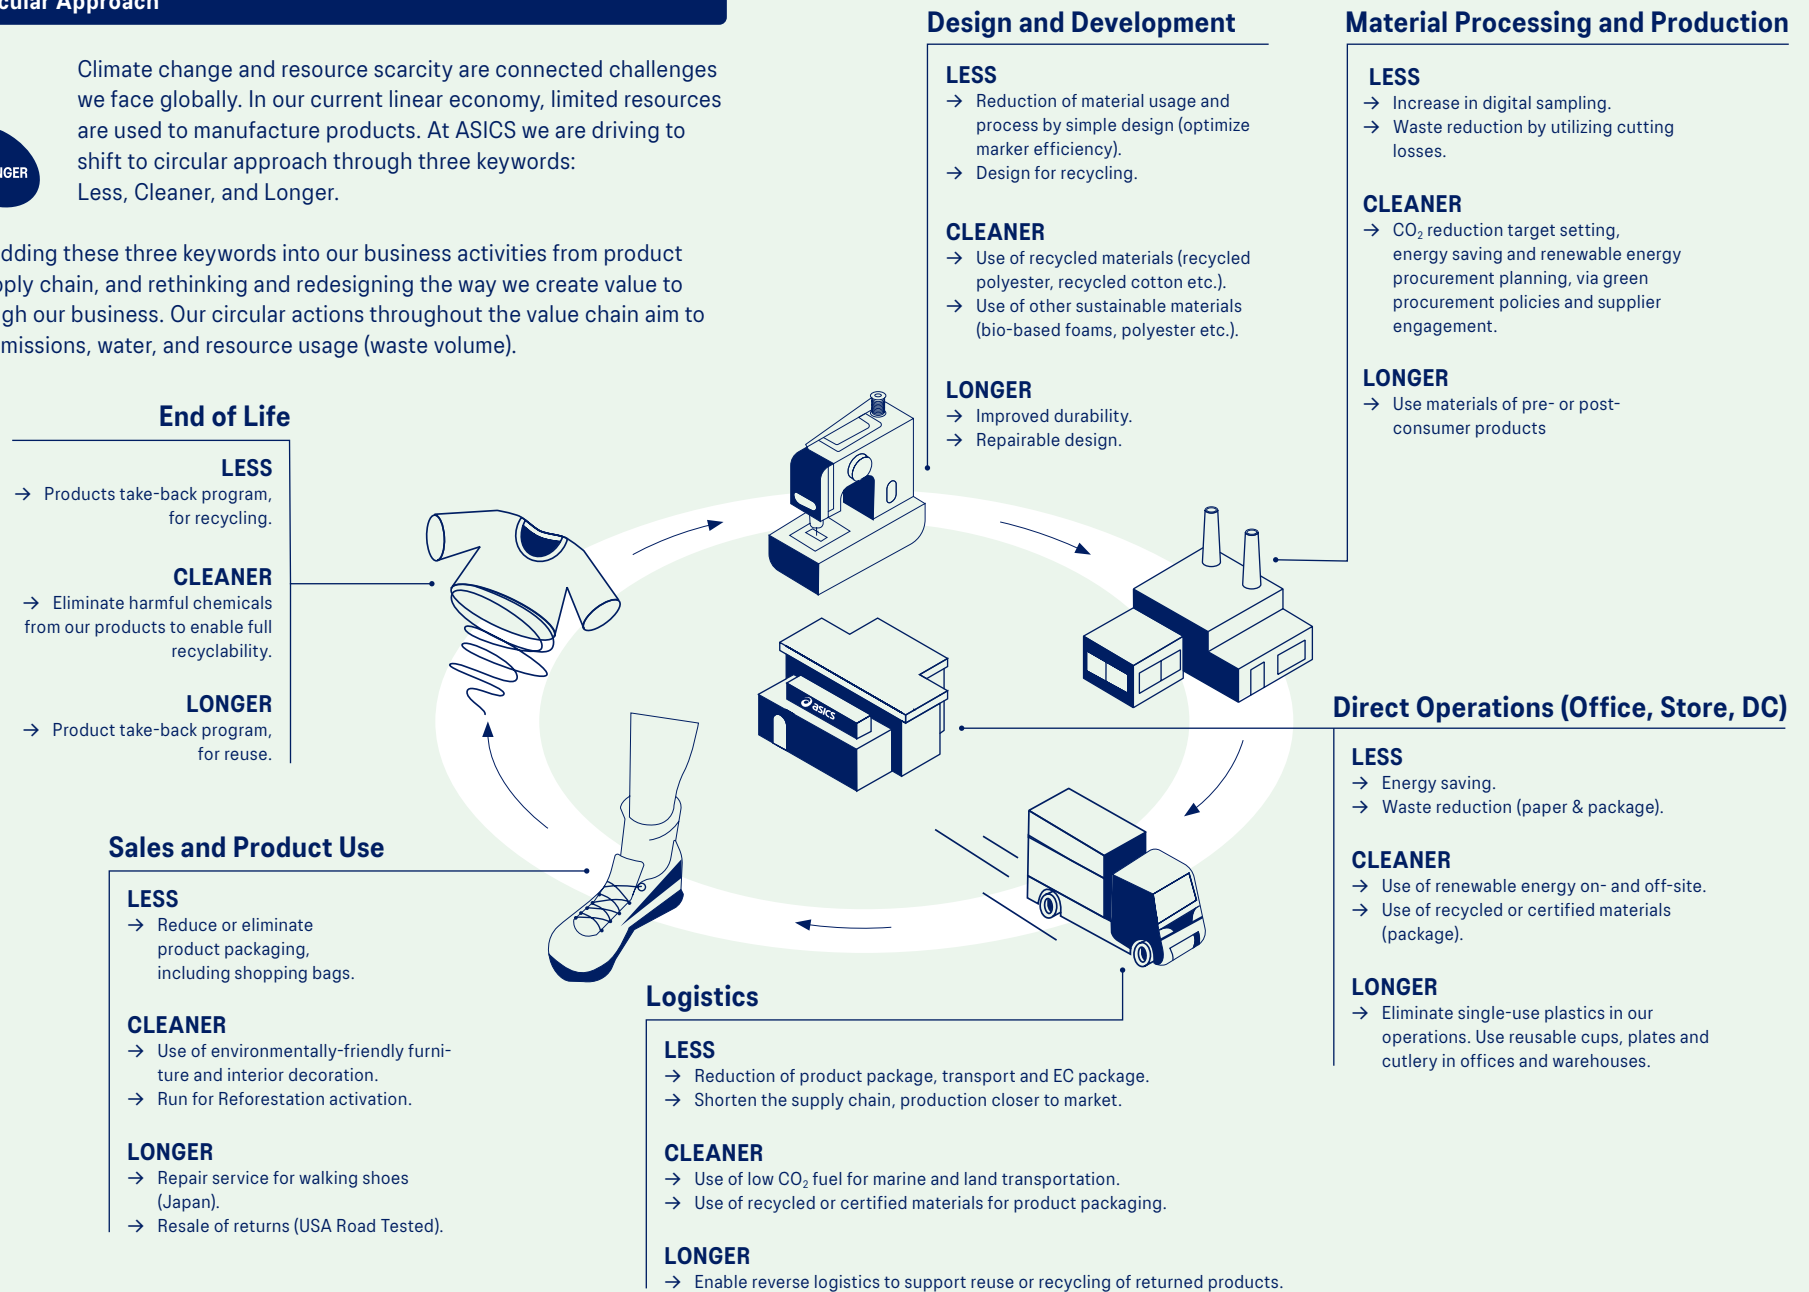 Approach
Climate change and resource scarcity are connected challenges
we face globally. In our current linear economy, limited resources
are used to manufacture products. At ASICS we are driving to
shift to circular approach through three keywords:
Less, Cleaner, and Longer.
these three keywords into our business activities from product
chain, and rethinking and redesigning the way we create value to
our business. Our circular actions throughout the value chain aim to
water, and resource usage (waste volume).
Design and Development
LESS
→ Reduction of material usage and
process by simple design (optimize
marker efficiency).
→ Design for recycling.
CLEANER
→ Use of recycled materials (recycled
polyester, recycled cotton etc.).
→ Use of other sustainable materials
(bio-based foams, polyester etc.).
LONGER
→ Improved durability.
→ Repairable design.
Material Processing and Production
LESS
→ Increase in digital sampling.
→ Waste reduction by utilizing cutting
losses.
CLEANER
→ CO₂ reduction target setting,
energy saving and renewable energy
procurement planning, via green
procurement policies and supplier
engagement.
LONGER
→ Use materials of pre- or post-
consumer products
End of Life
LESS
→ Products take-back program,
for recycling.
CLEANER
→ Eliminate harmful chemicals
from our products to enable full
recyclability.
LONGER
→ Product take-back program,
for reuse.
asics
Direct Operations (Office, Store, DC)
LESS
→ Energy saving.
→ Waste reduction (paper & package).
CLEANER
→ Use of renewable energy on- and off-site.
→ Use of recycled or certified materials
(package).
LONGER
→ Eliminate single-use plastics in our
operations. Use reusable cups, plates and
cutlery in offices and warehouses.
Sales and Product Use
LESS
→ Reduce or eliminate
product packaging,
including shopping bags.
CLEANER
→ Use of environmentally-friendly furni-
ture and interior decoration.
→ Run for Reforestation activation.
LONGER
→ Repair service for walking shoes
(Japan).
→ Resale of returns (USA Road Tested).
Logistics
LESS
→ Reduction of product package, transport and EC package.
→ Shorten the supply chain, production closer to market.
CLEANER
→ Use of low CO₂ fuel for marine and land transportation.
→ Use of recycled or certified materials for product packaging.
LONGER
→ Enable reverse logistics to support reuse or recycling of returned products.